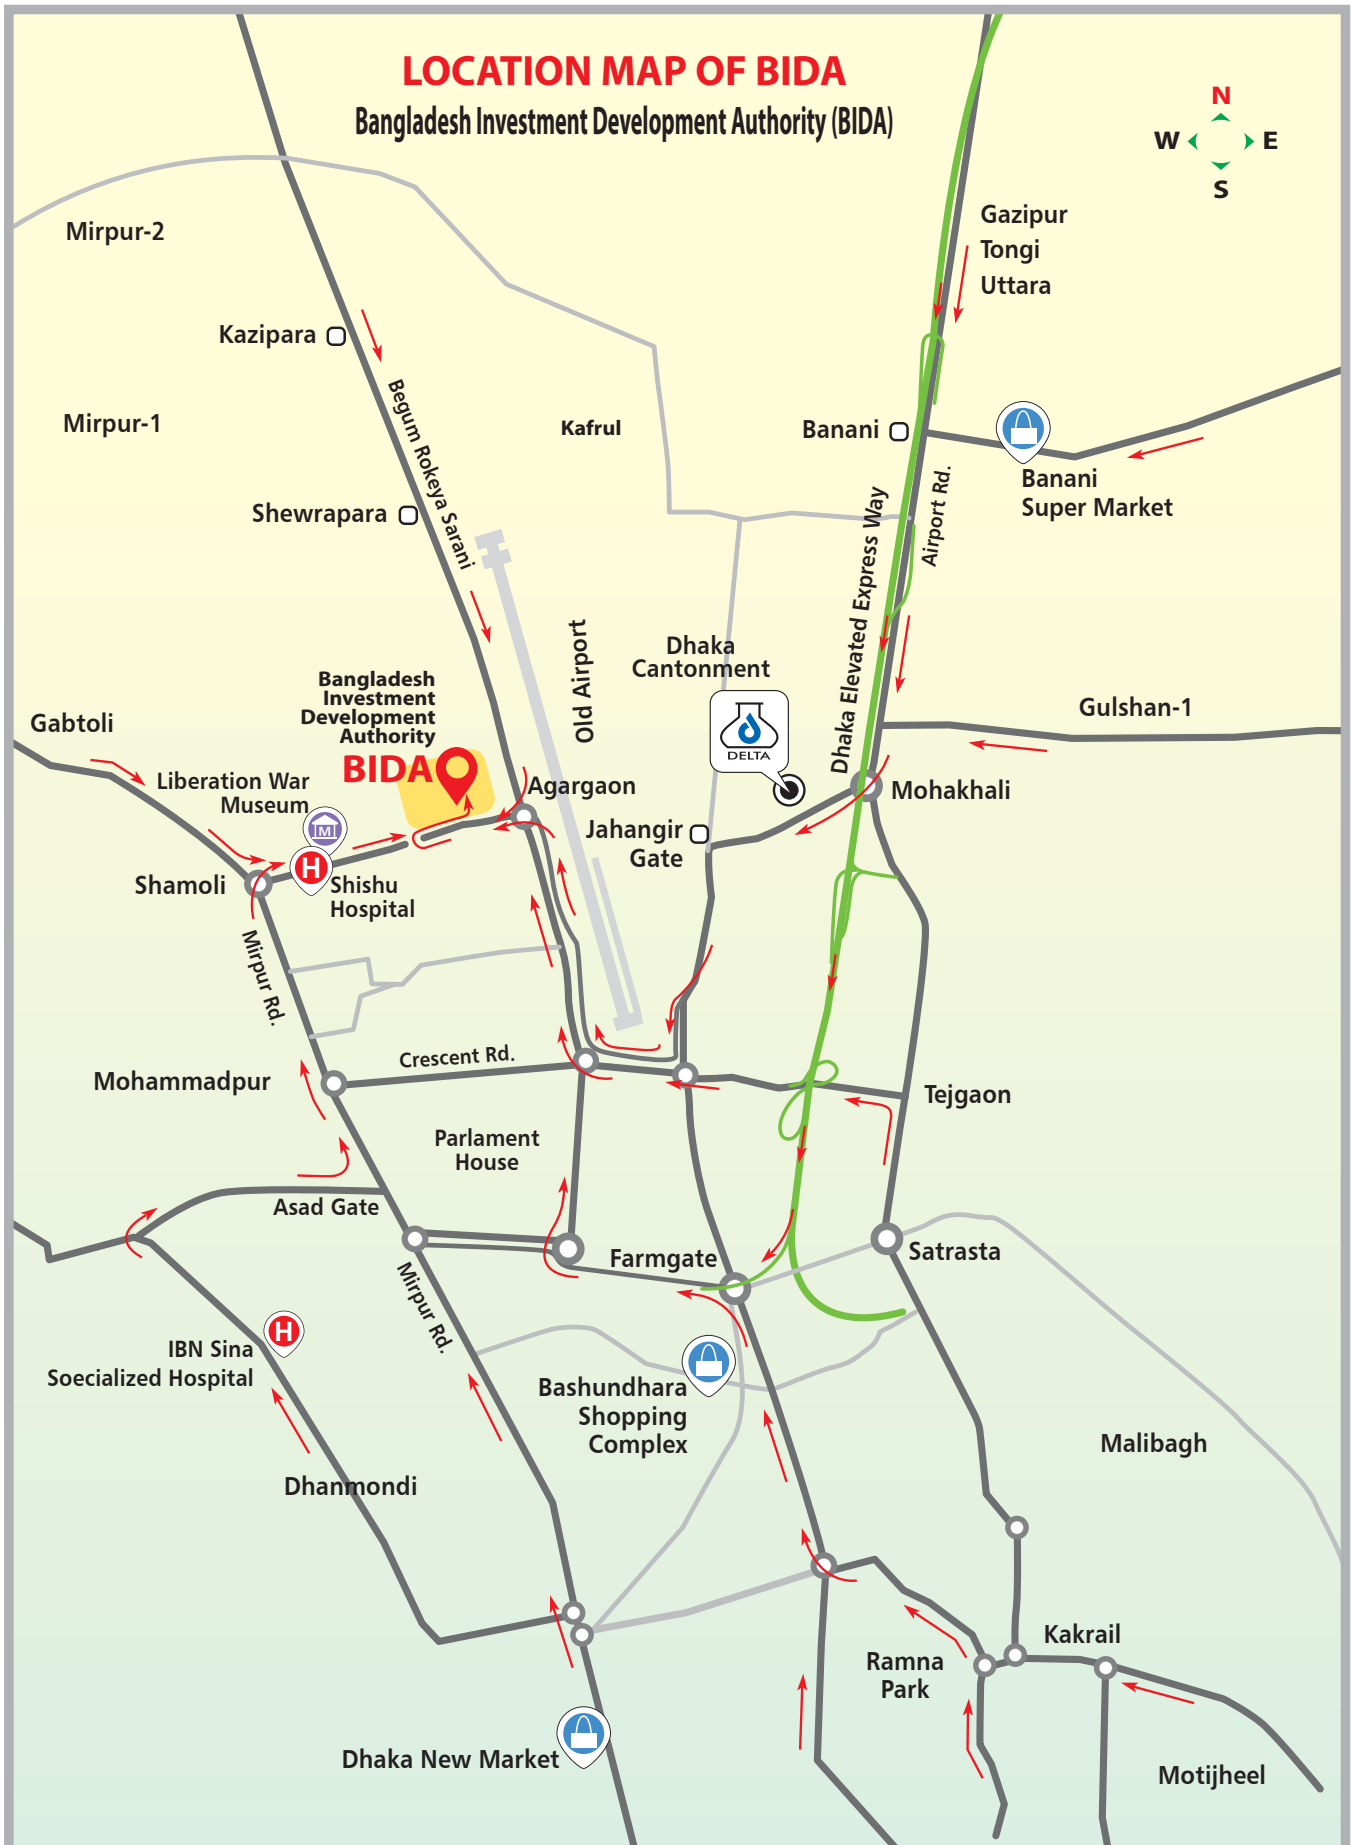 LOCATION MAP OF BIDA
Bangladesh Investment Development Authority (BIDA)
N
W
E
S
Mirpur-2
Gazipur
Tongi
Uttara
Kazipara
Begum Rokeya Sarani
Mirpur-1
Kafrul
Banani
Banani
Super Market
Shewrapara
Airport Rd.
Dhaka Elevated Express Way
Old Airport
Dhaka
Cantonment
DELTA
Bangladesh
Investment
Development
Authority
BIDA
Gabtoli
Gulshan-1
Liberation War
Museum
M
Agargaon
Mohakhali
Jahangir
Gate
Shamoli
H
Shishu
Hospital
Mirpur Rd.
Crescent Rd.
Mohammadpur
Tejgaon
Parlament
House
Asad Gate
Farmgate
Satrasta
Mirpur Rd.
H
IBN Sina
Soecialized Hospital
Bashundhara
Shopping
Complex
Malibagh
Dhanmondi
Kakrail
Ramna
Park
Dhaka New Market
Motijheel